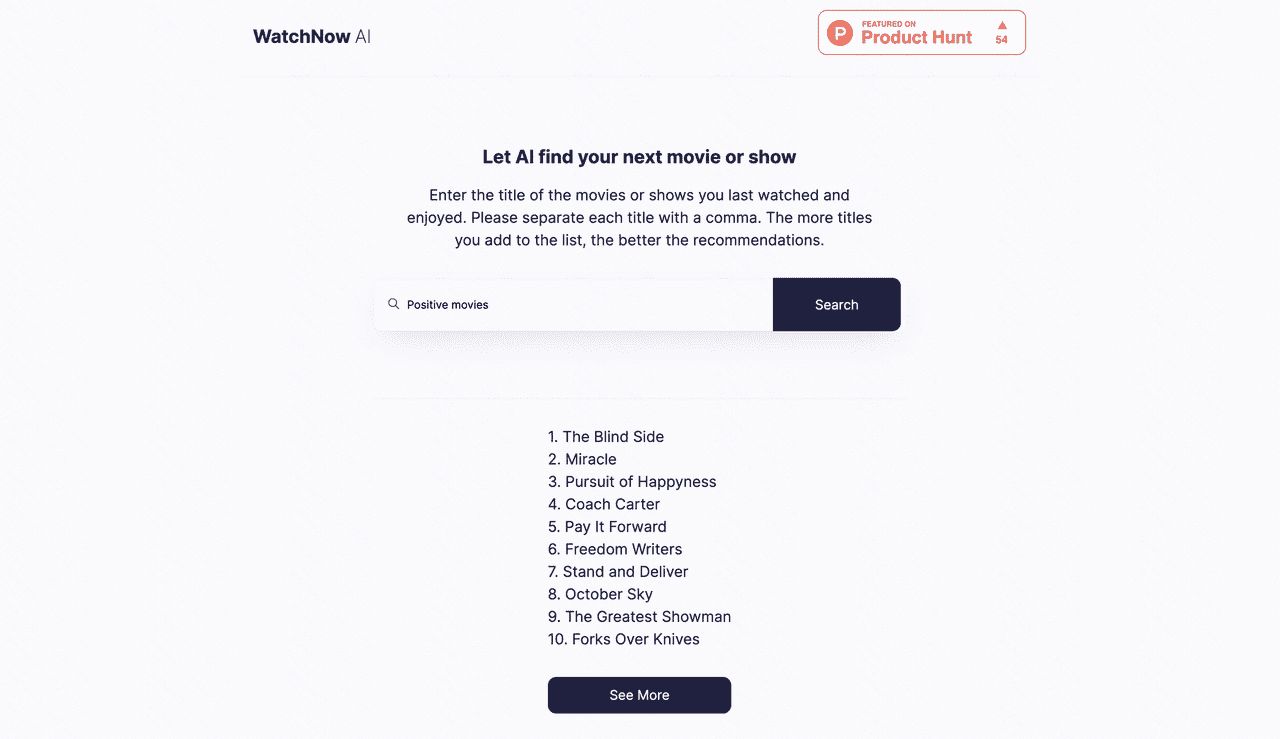 WatchNow AI
P
FEATURED ON
Product Hunt
54
Let AI find your next movie or show
Enter the title of the movies or shows you last watched and
enjoyed. Please separate each title with a comma. The more titles
you add to the list, the better the recommendations.
Positive movies
Search
1. The Blind Side
2. Miracle
3. Pursuit of Happyness
4. Coach Carter
5. Pay It Forward
6. Freedom Writers
7. Stand and Deliver
8. October Sky
9. The Greatest Showman
10. Forks Over Knives
See More